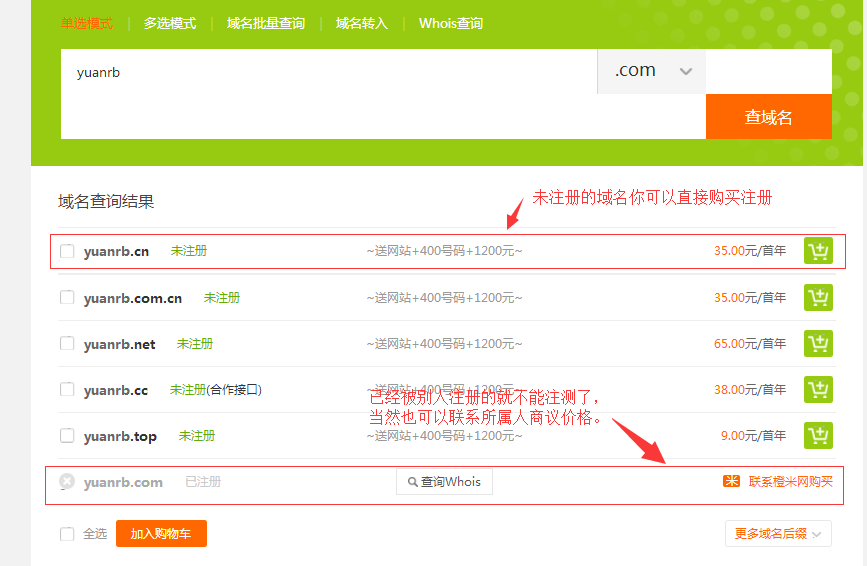 单选模式 多选模式 域名批量查询 域名转入 Whois查询
yuanrb .com
查域名
域名查询结果
未注册的域名你可以直接购买注册
yuanrb.cn 未注册 ~送网站+400号码+1200元~ 35.00元/首年
yuanrb.com.cn 未注册 ~送网站+400号码+1200元~ 35.00元/首年
yuanrb.net 未注册 ~送网站+400号码+1200元~ 65.00元/首年
yuanrb.cc 未注册(合作接口) ~送网站+400号码+1200元~ 38.00元/首年
已经被别人注册的就不能注测了，
当然也可以联系所属人商议价格。
yuanrb.top 未注册 ~送网站+400号码+1200元~ 9.00元/首年
yuanrb.com 已注册 查询Whois 米 联系橙米网购买
全选 加入购物车 更多域名后缀